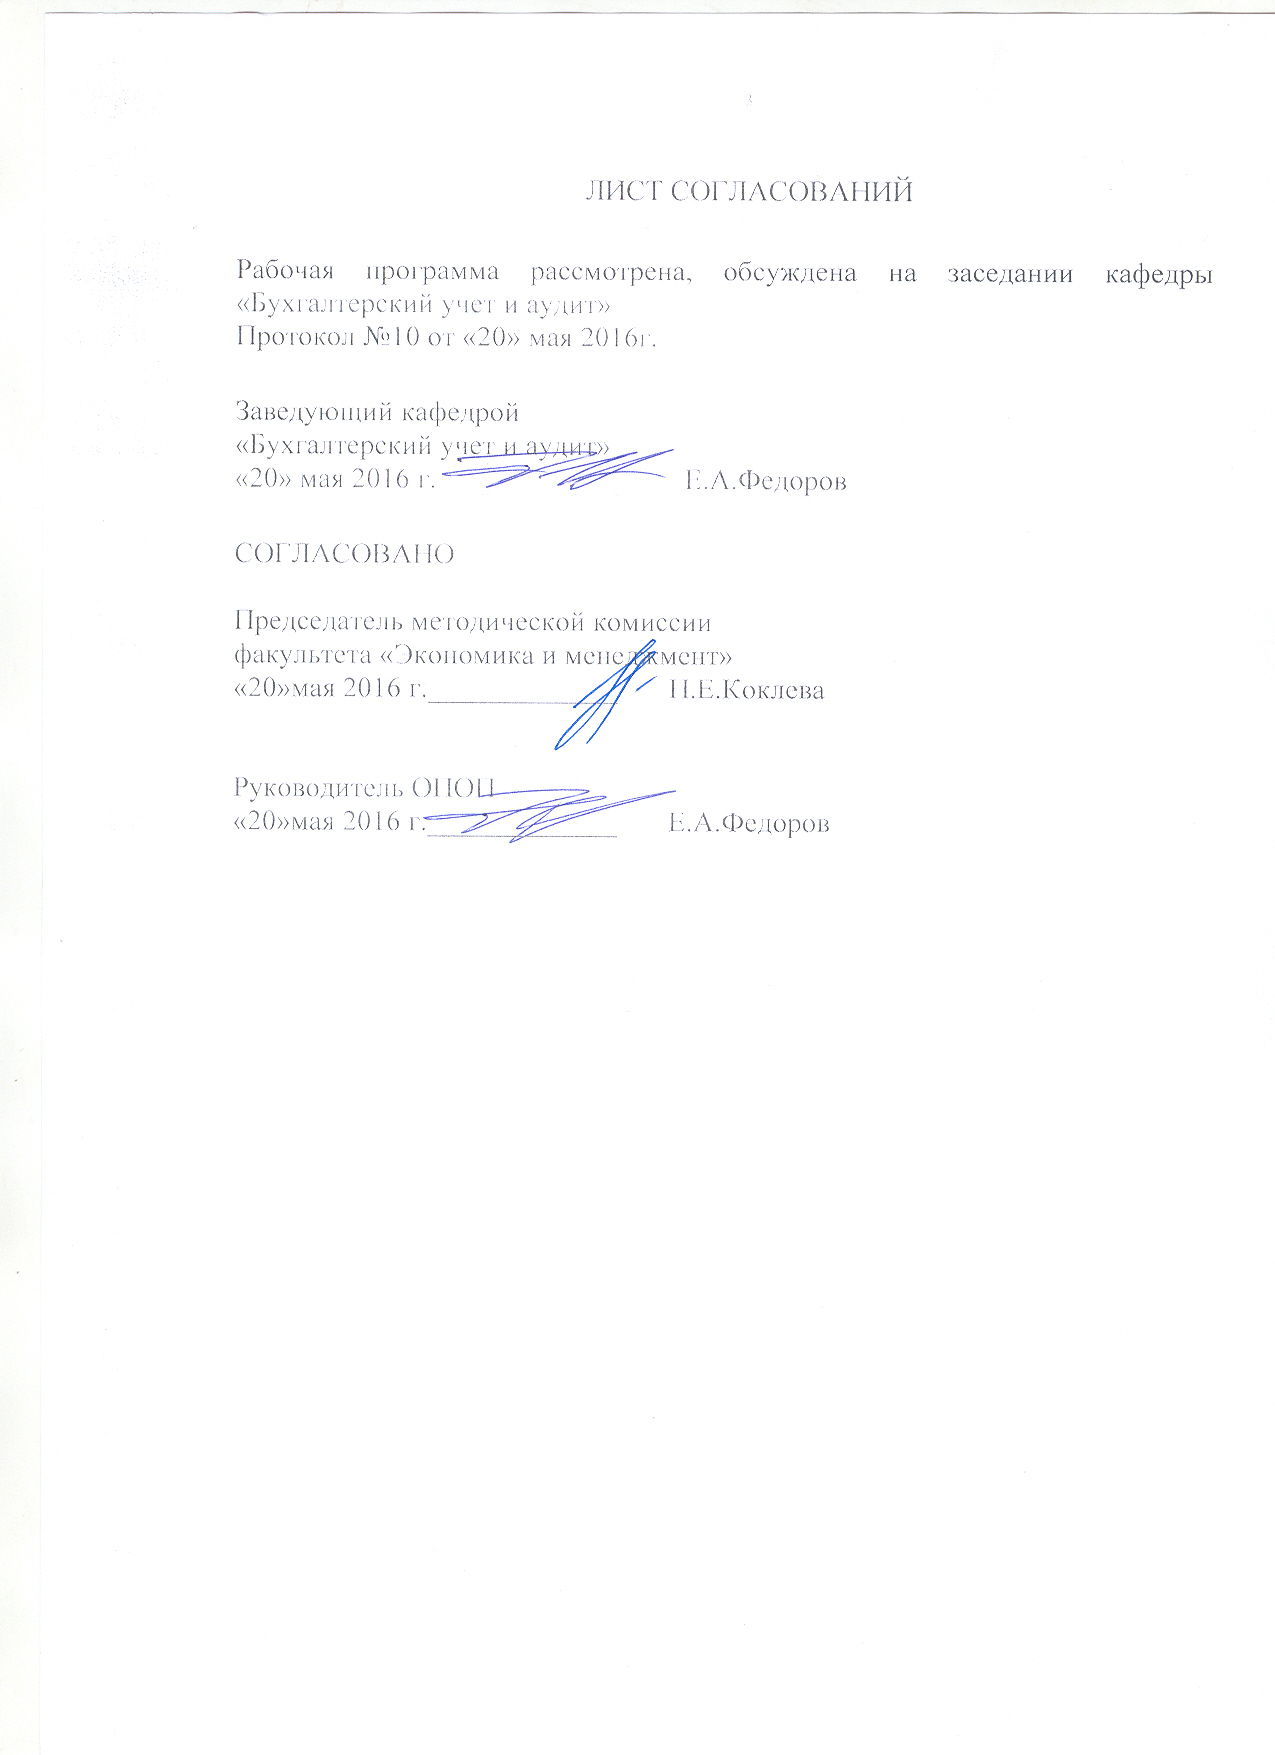 3
ЛИСТ СОГЛАСОВАНИЙ
Рабочая программа рассмотрена, обсуждена на заседании кафедры
«Бухгалтерский учет и аудит»
Протокол №10 от «20» мая 2016г.
Заведующий кафедрой
«Бухгалтерский учет и аудит»
«20» мая 2016 г. Е.А.Федоров
СОГЛАСОВАНО
Председатель методической комиссии
факультета «Экономика и менеджмент»
«20»мая 2016 г. Н.Е.Коклева
Руководитель ОПОП
«20»мая 2016 г. Е.А.Федоров